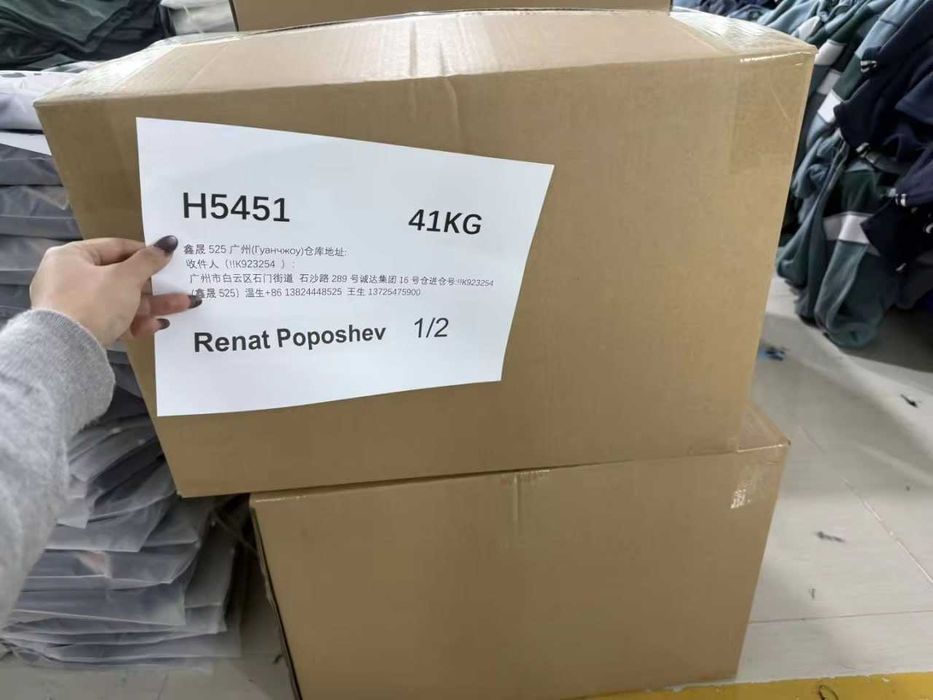 H5451 41KG
鑫晟 525 广州(Гуанчжоу)仓库地址:
收件人（!!K923254 ）:
广州市白云区石门街道 石沙路 289 号诚达集团 16 号仓进仓号:!!K923254
(鑫晟 525）温生+86 13824448525 王生 13725475900
Renat Poposhev 1/2